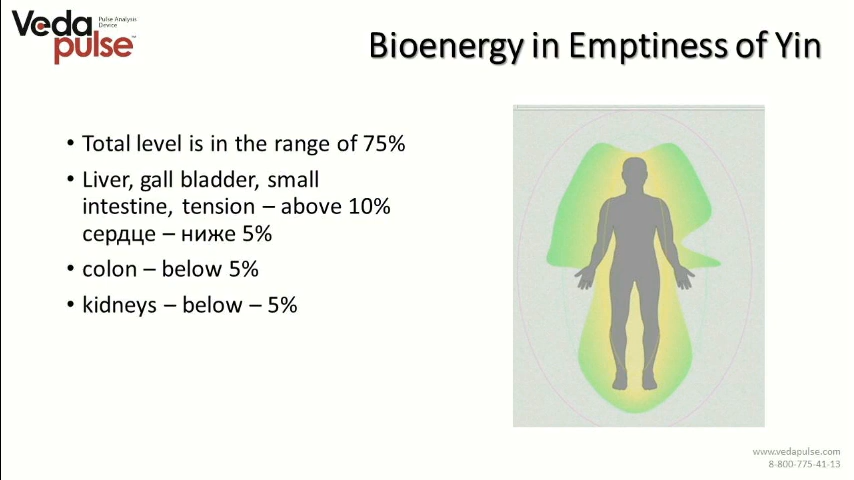 Veda
pulse™
Pulse Analysis
Device
Bioenergy in Emptiness of Yin
• Total level is in the range of 75%
• Liver, gall bladder, small
intestine, tension – above 10%
сердце – ниже 5%
• colon – below 5%
• kidneys – below – 5%
www.vedapulse.com
8-800-775-41-13